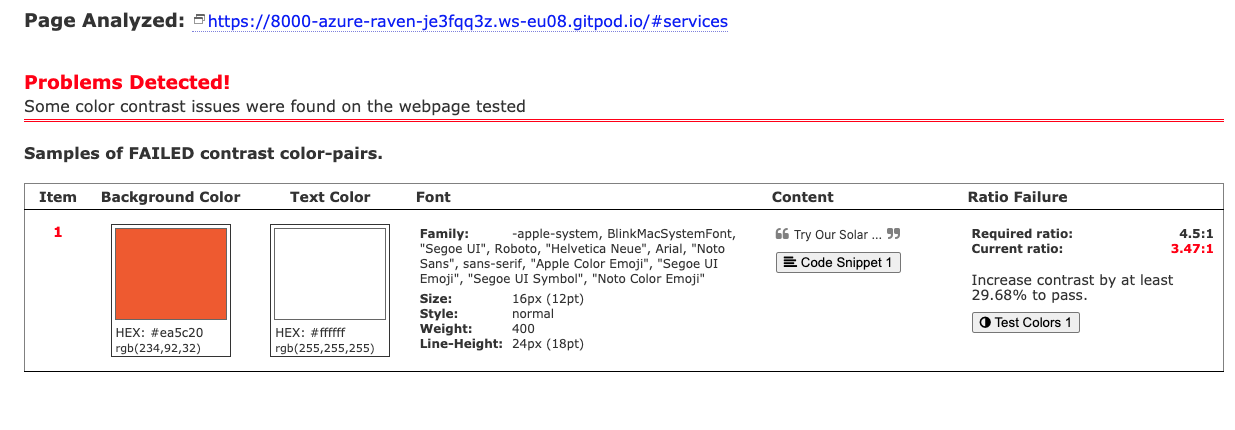 Page Analyzed: https://8000-azure-raven-je3fqq3z.ws-eu08.gitpod.io/#services
Problems Detected!
Some color contrast issues were found on the webpage tested
Samples of FAILED contrast color-pairs.
Item Background Color Text Color Font Content Ratio Failure
1
HEX: #ea5c20
rgb(234,92,32)
HEX: #ffffff
rgb(255,255,255)
Family: -apple-system, BlinkMacSystemFont,
"Segoe UI", Roboto, "Helvetica Neue", Arial, "Noto
Sans", sans-serif, "Apple Color Emoji", "Segoe UI
Emoji", "Segoe UI Symbol", "Noto Color Emoji"
Size: 16px (12pt)
Style: normal
Weight: 400
Line-Height: 24px (18pt)
❝ Try Our Solar ... ❞
Code Snippet 1
Required ratio: 4.5:1
Current ratio: 3.47:1
Increase contrast by at least
29.68% to pass.
Test Colors 1